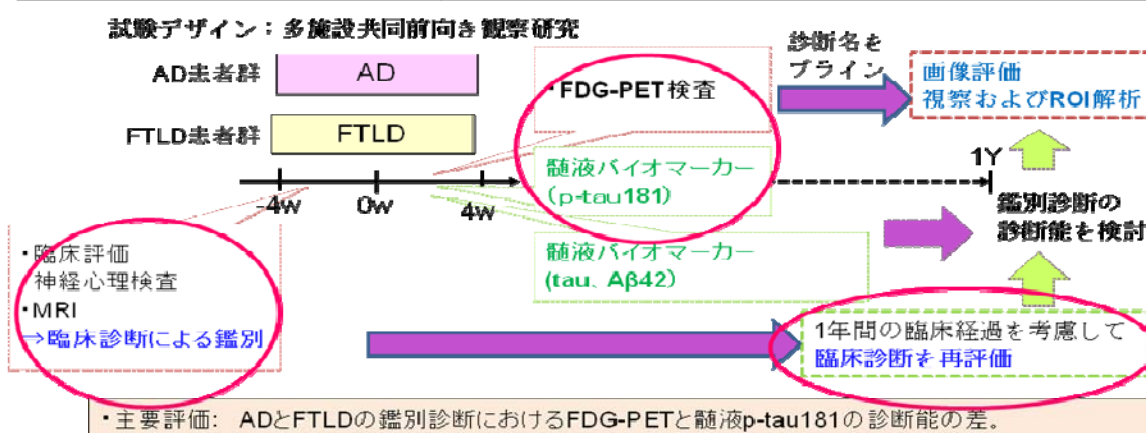 試験デザイン：多施設共同前向き観察研究
AD患者群
AD
FTLD患者群
FTLD
-4w
0w
4w
1Y
・FDG-PET検査
髄液バイオマーカー
(p-tau181)
髄液バイオマーカー
(tau、Aβ42)
診断名を
ブライン
画像評価
視察およびROI解析
鑑別診断の
診断能を検討
・臨床評価
神経心理検査
・MRI
⇒臨床診断による鑑別
1年間の臨床経過を考慮して
臨床診断を再評価
・主要評価: ADとFTLDの鑑別診断におけるFDG-PETと髄液p-tau181の診断能の差。